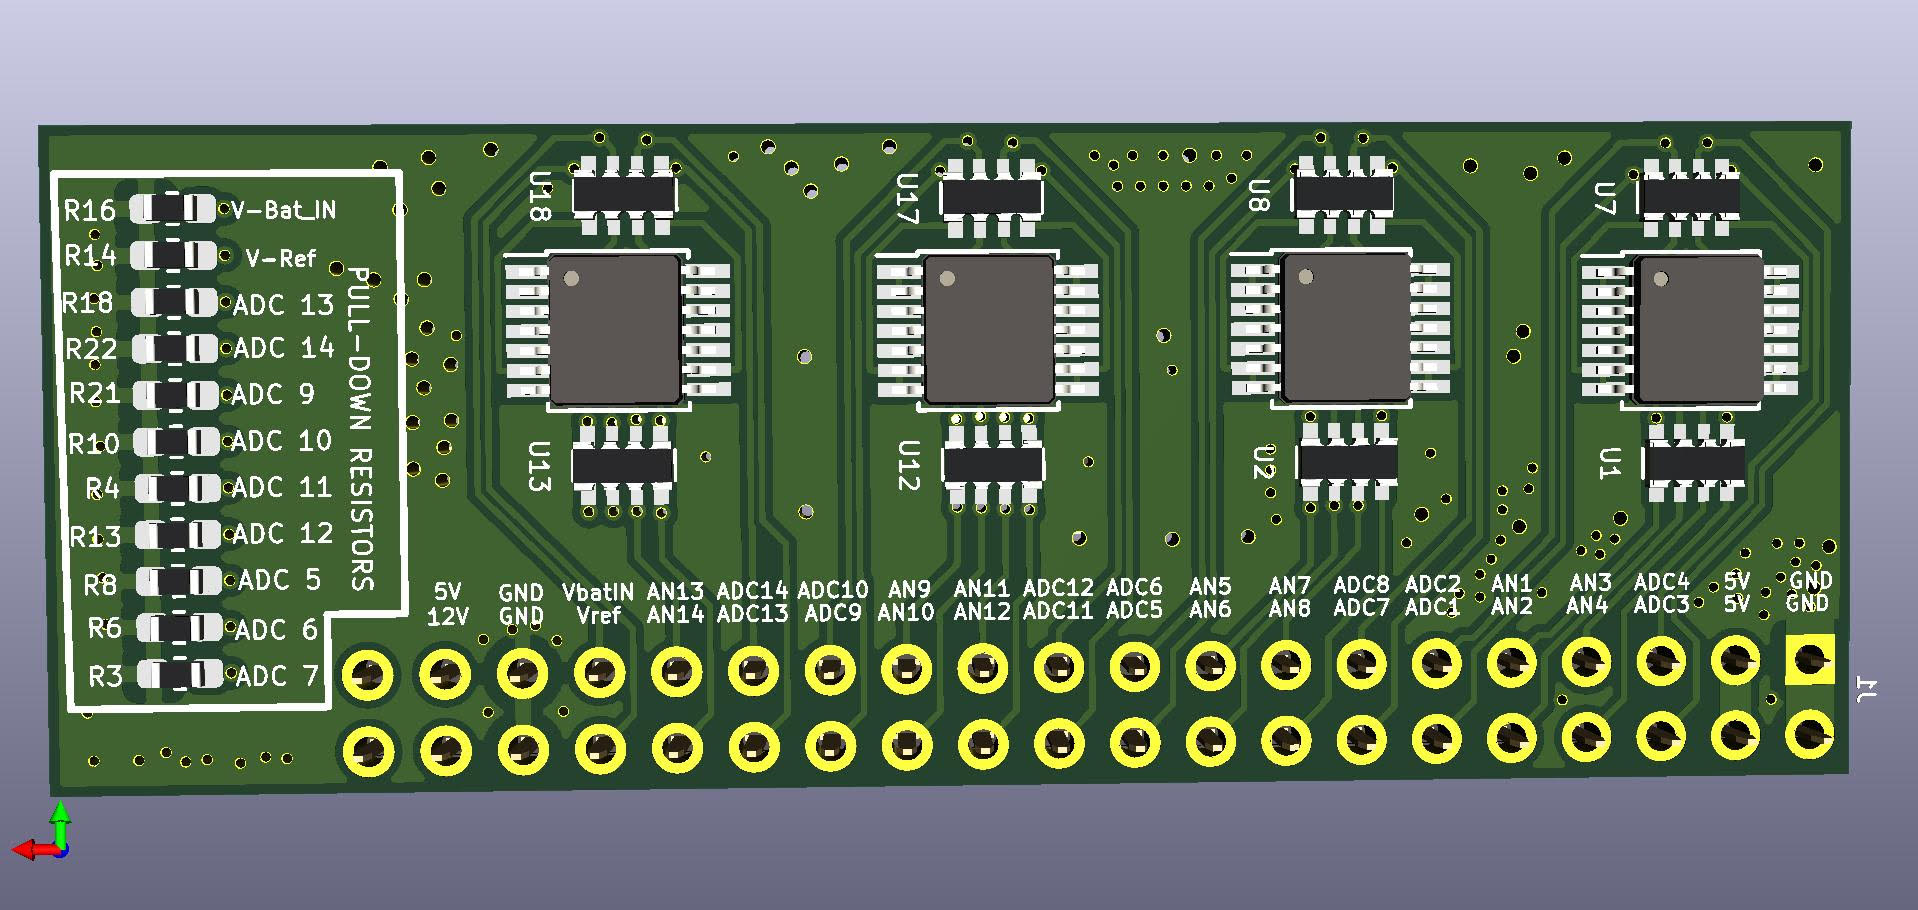 R16 V-Bat_IN
R14 V-Ref
R18 ADC 13
R22 ADC 14
R21 ADC 9
R10 ADC 10
R4 ADC 11
R13 ADC 12
R8 ADC 5
R6 ADC 6
R3 ADC 7
PULL-DOWN RESISTORS
U18
U17
U8
U7
U13
U12
U2
U1
5V GND VbatIN AN13 ADC14 ADC10 AN9 AN11 ADC12 ADC6 AN5 AN7 ADC8 ADC2 AN1 AN3 ADC4 5V GND
12V GND Vref AN14 ADC13 ADC9 AN10 AN12 ADC11 ADC5 AN6 AN8 ADC7 ADC1 AN2 AN4 ADC3 5V GND
J1